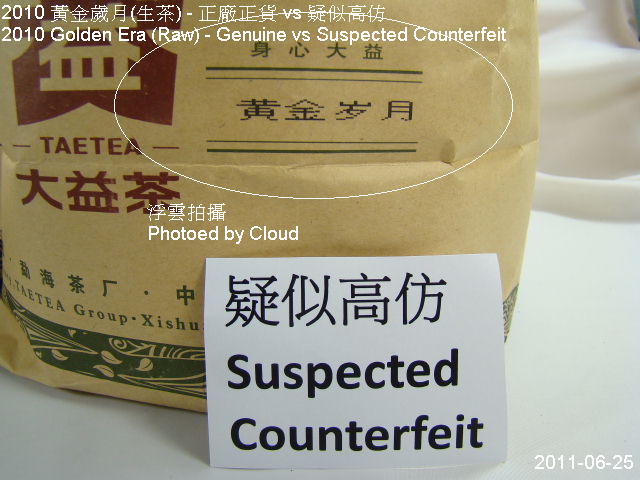 2010 黃金歲月(生茶) - 正廠正貨 vs 疑似高仿
2010 Golden Era (Raw) - Genuine vs Suspected Counterfeit
益
身心大益
黄金岁月
TAETEA
大益茶
浮雲拍攝
Photoed by Cloud
· 勐海茶厂 · 中
TAETEA Group·Xishu
疑似高仿
Suspected
Counterfeit
2011-06-25